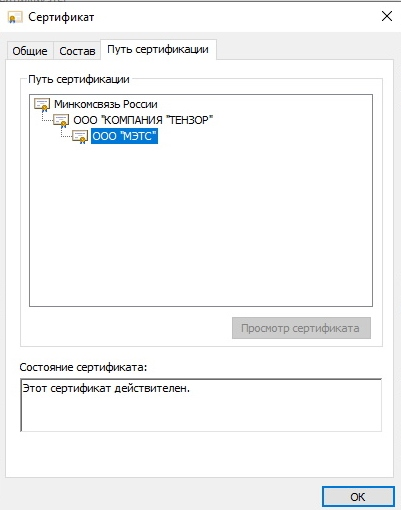 Сертификат
Общие Состав Путь сертификации
Путь сертификации
Минкомсвязь России
ООО "КОМПАНИЯ "ТЕНЗОР"
ООО "МЭТС"
Просмотр сертификата
Состояние сертификата:
Этот сертификат действителен.
ОК